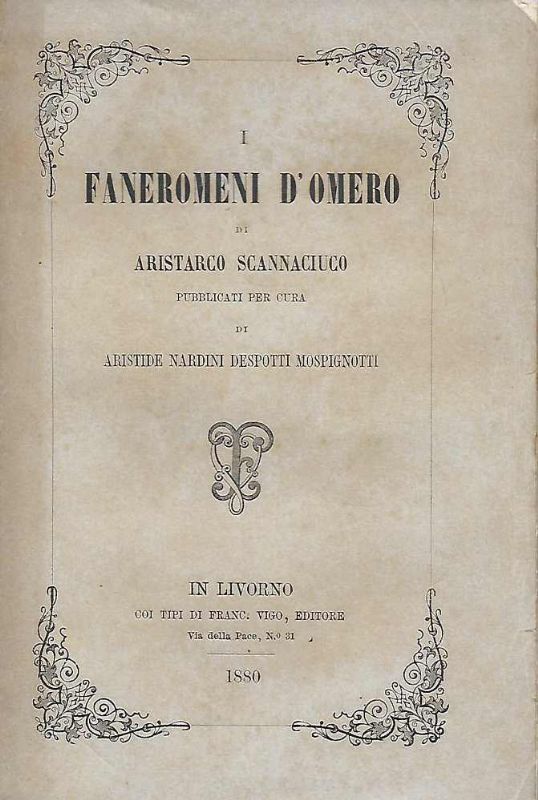 I
FANEROMENI D'OMERO
DI
ARISTARCO SCANNACIUCO
PUBBLICATI PER CURA
DI
ARISTIDE NARDINI DESPOTTI MOSPIGNOTTI
IN LIVORNO
COI TIPI DI FRANC. VIGO, EDITORE
Via della Pace, N.º 31
1880